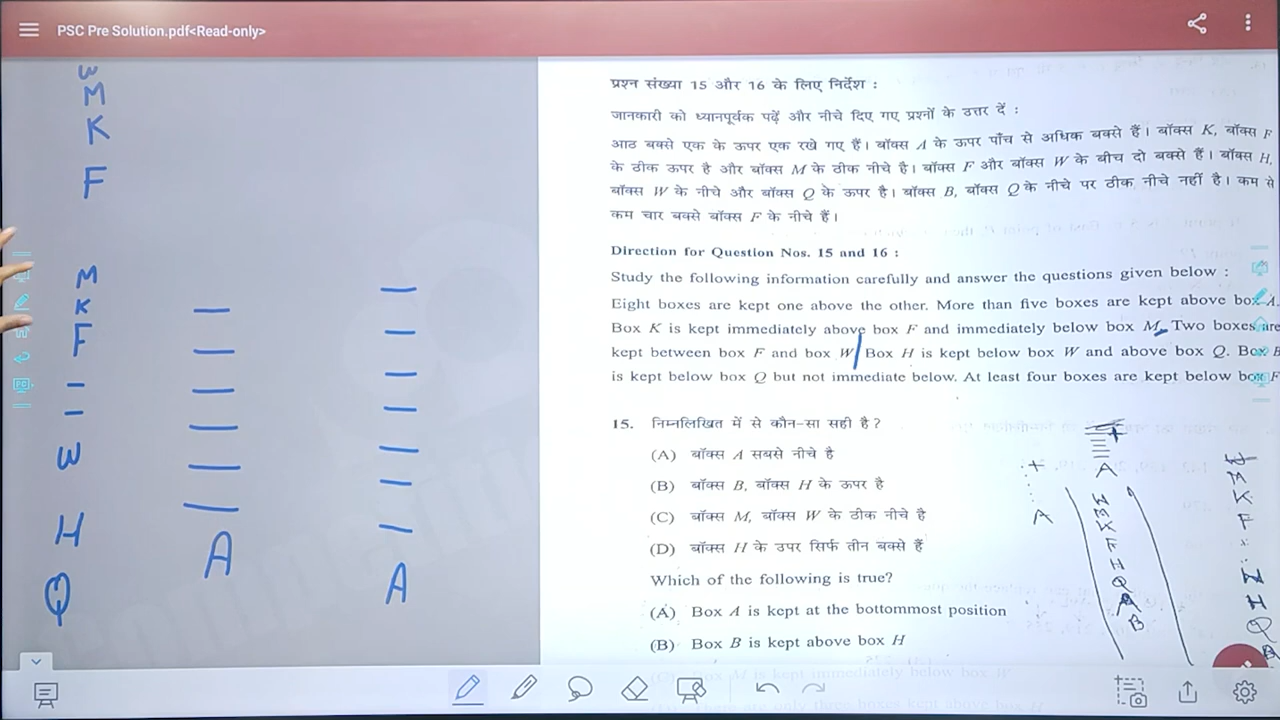 PSC Pre Solution.pdf<Read-only>
W
M
K
F
M
K
F
W
H
Q
A
A
प्रश्न संख्या 15 और 16 के लिए निर्देश :
जानकारी को ध्यानपूर्वक पढ़ें और नीचे दिए गए प्रश्नों के उत्तर दें :
आठ बक्से एक के ऊपर एक रखे गए हैं। बॉक्स A के ऊपर पाँच से अधिक बक्से हैं। बॉक्स K, बॉक्स F
के ठीक ऊपर है और बॉक्स M के ठीक नीचे है। बॉक्स F और बॉक्स W के बीच दो बक्से हैं। बॉक्स H,
बॉक्स W के नीचे और बॉक्स Q के ऊपर है। बॉक्स B, बॉक्स Q के नीचे पर ठीक नीचे नहीं है। कम से
कम चार बक्से बॉक्स F के नीचे हैं।
Direction for Question Nos. 15 and 16 :
Study the following information carefully and answer the questions given below :
Eight boxes are kept one above the other. More than five boxes are kept above box A.
Box K is kept immediately above box F and immediately below box M. Two boxes are
kept between box F and box W. Box H is kept below box W and above box Q. Box B
is kept below box Q but not immediate below. At least four boxes are kept below box F
15. निम्नलिखित में से कौन-सा सही है?
(A) बॉक्स A सबसे नीचे है
(B) बॉक्स B, बॉक्स H के ऊपर है
(C) बॉक्स M, बॉक्स W के ठीक नीचे है
(D) बॉक्स H के उपर सिर्फ तीन बक्से हैं
Which of the following is true?
(A) Box A is kept at the bottommost position
(B) Box B is kept above box H
A
A
W
M
K
F
H
Q
A
B
M
K
F
W
H
Q